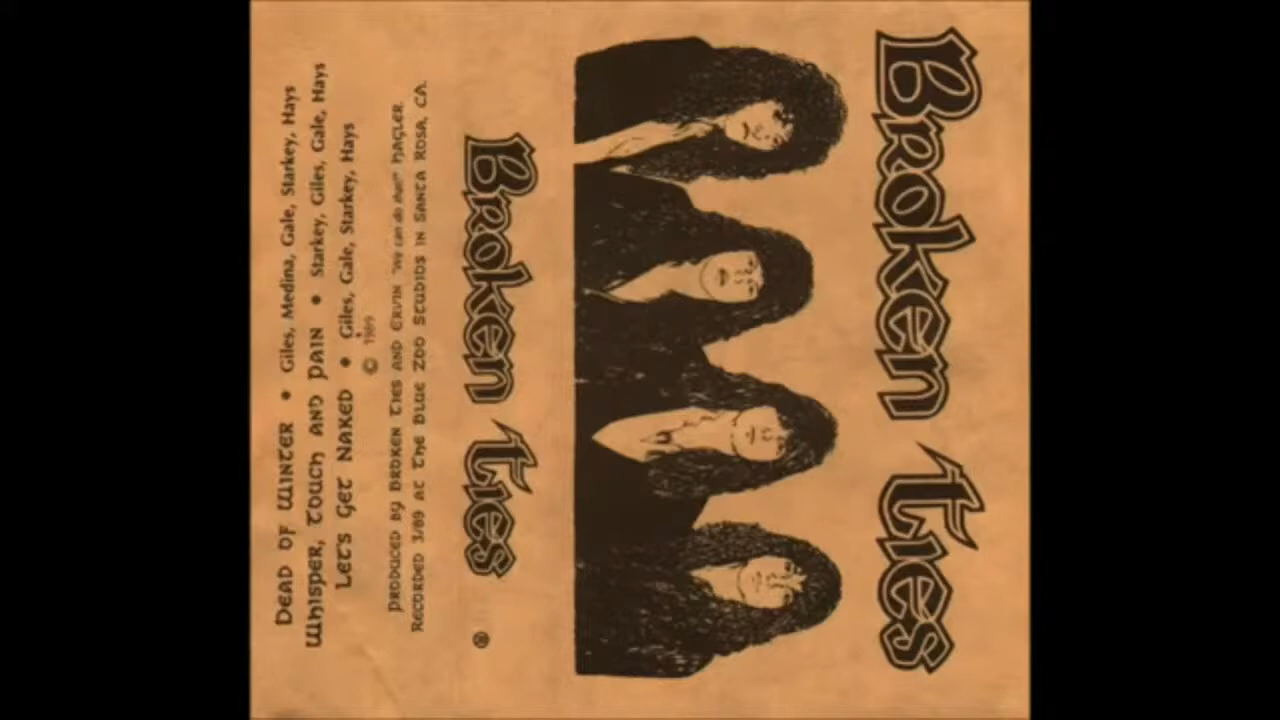 Broken Ties
Broken Ties
®
Recorded 3/89 at The Blue Zoo Studios in Santa Rosa, CA.
Produced by Broken Ties and Ervin "We can do that!" Hagler
© 1989
Let's Get Naked • Giles, Gale, Starkey, Hays
Whisper, Touch and Pain • Starkey, Giles, Gale, Hays
Dead of Winter • Giles, Medina, Gale, Starkey, Hays